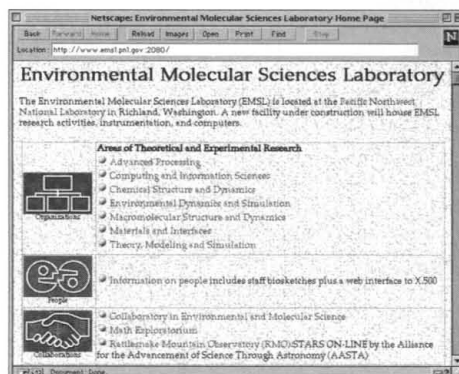 Netscape: Environmental Molecular Sciences Laboratory Home Page
Back Forward Home Reload Images Open Print Find Stop
Location: http://www.emsl.pnl.gov:2080/
N
Environmental Molecular Sciences Laboratory
The Environmental Molecular Sciences Laboratory (EMSL) is located at the Pacific Northwest
National Laboratory in Richland, Washington. A new facility under construction will house EMSL
research activities, instrumentation, and computers.
Areas of Theoretical and Experimental Research
Advanced Processing
Computing and Information Sciences
Chemical Structure and Dynamics
Environmental Dynamics and Simulation
Macromolecular Structure and Dynamics
Materials and Interfaces
Theory, Modeling and Simulation
Organizations
Information on people includes staff biosketches plus a web interface to X.500
People
Collaboratory in Environmental and Molecular Science
Math Exploratorium
Rattlesnake Mountain Observatory (RMO):STARS ON-LINE by the Alliance
for the Advancement of Science Through Astronomy (AASTA)
Collaborations
Document: Done.